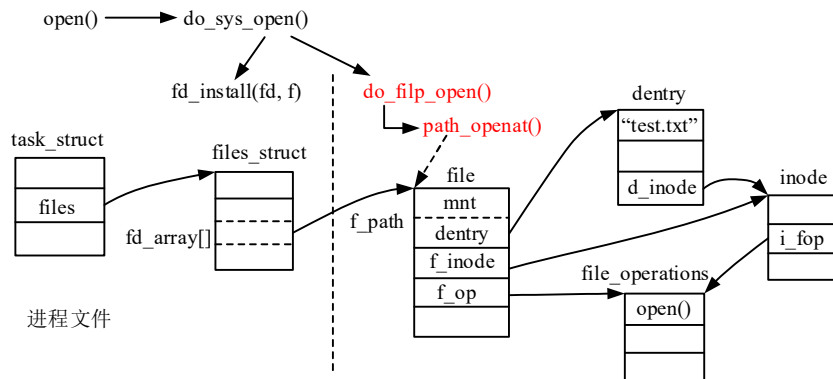 open()
do_sys_open()
fd_install(fd, f)
do_filp_open()
path_openat()
dentry
“test.txt”
d_inode
task_struct
files
files_struct
fd_array[]
file
f_path
mnt
dentry
f_inode
f_op
inode
i_fop
file_operations
open()
进程文件